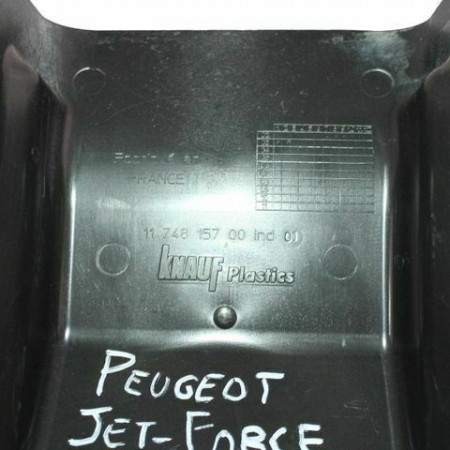 FRANCE
11 748 157 00 Ind 01
KNAUF Plastics
PEUGEOT
JET-FORCE